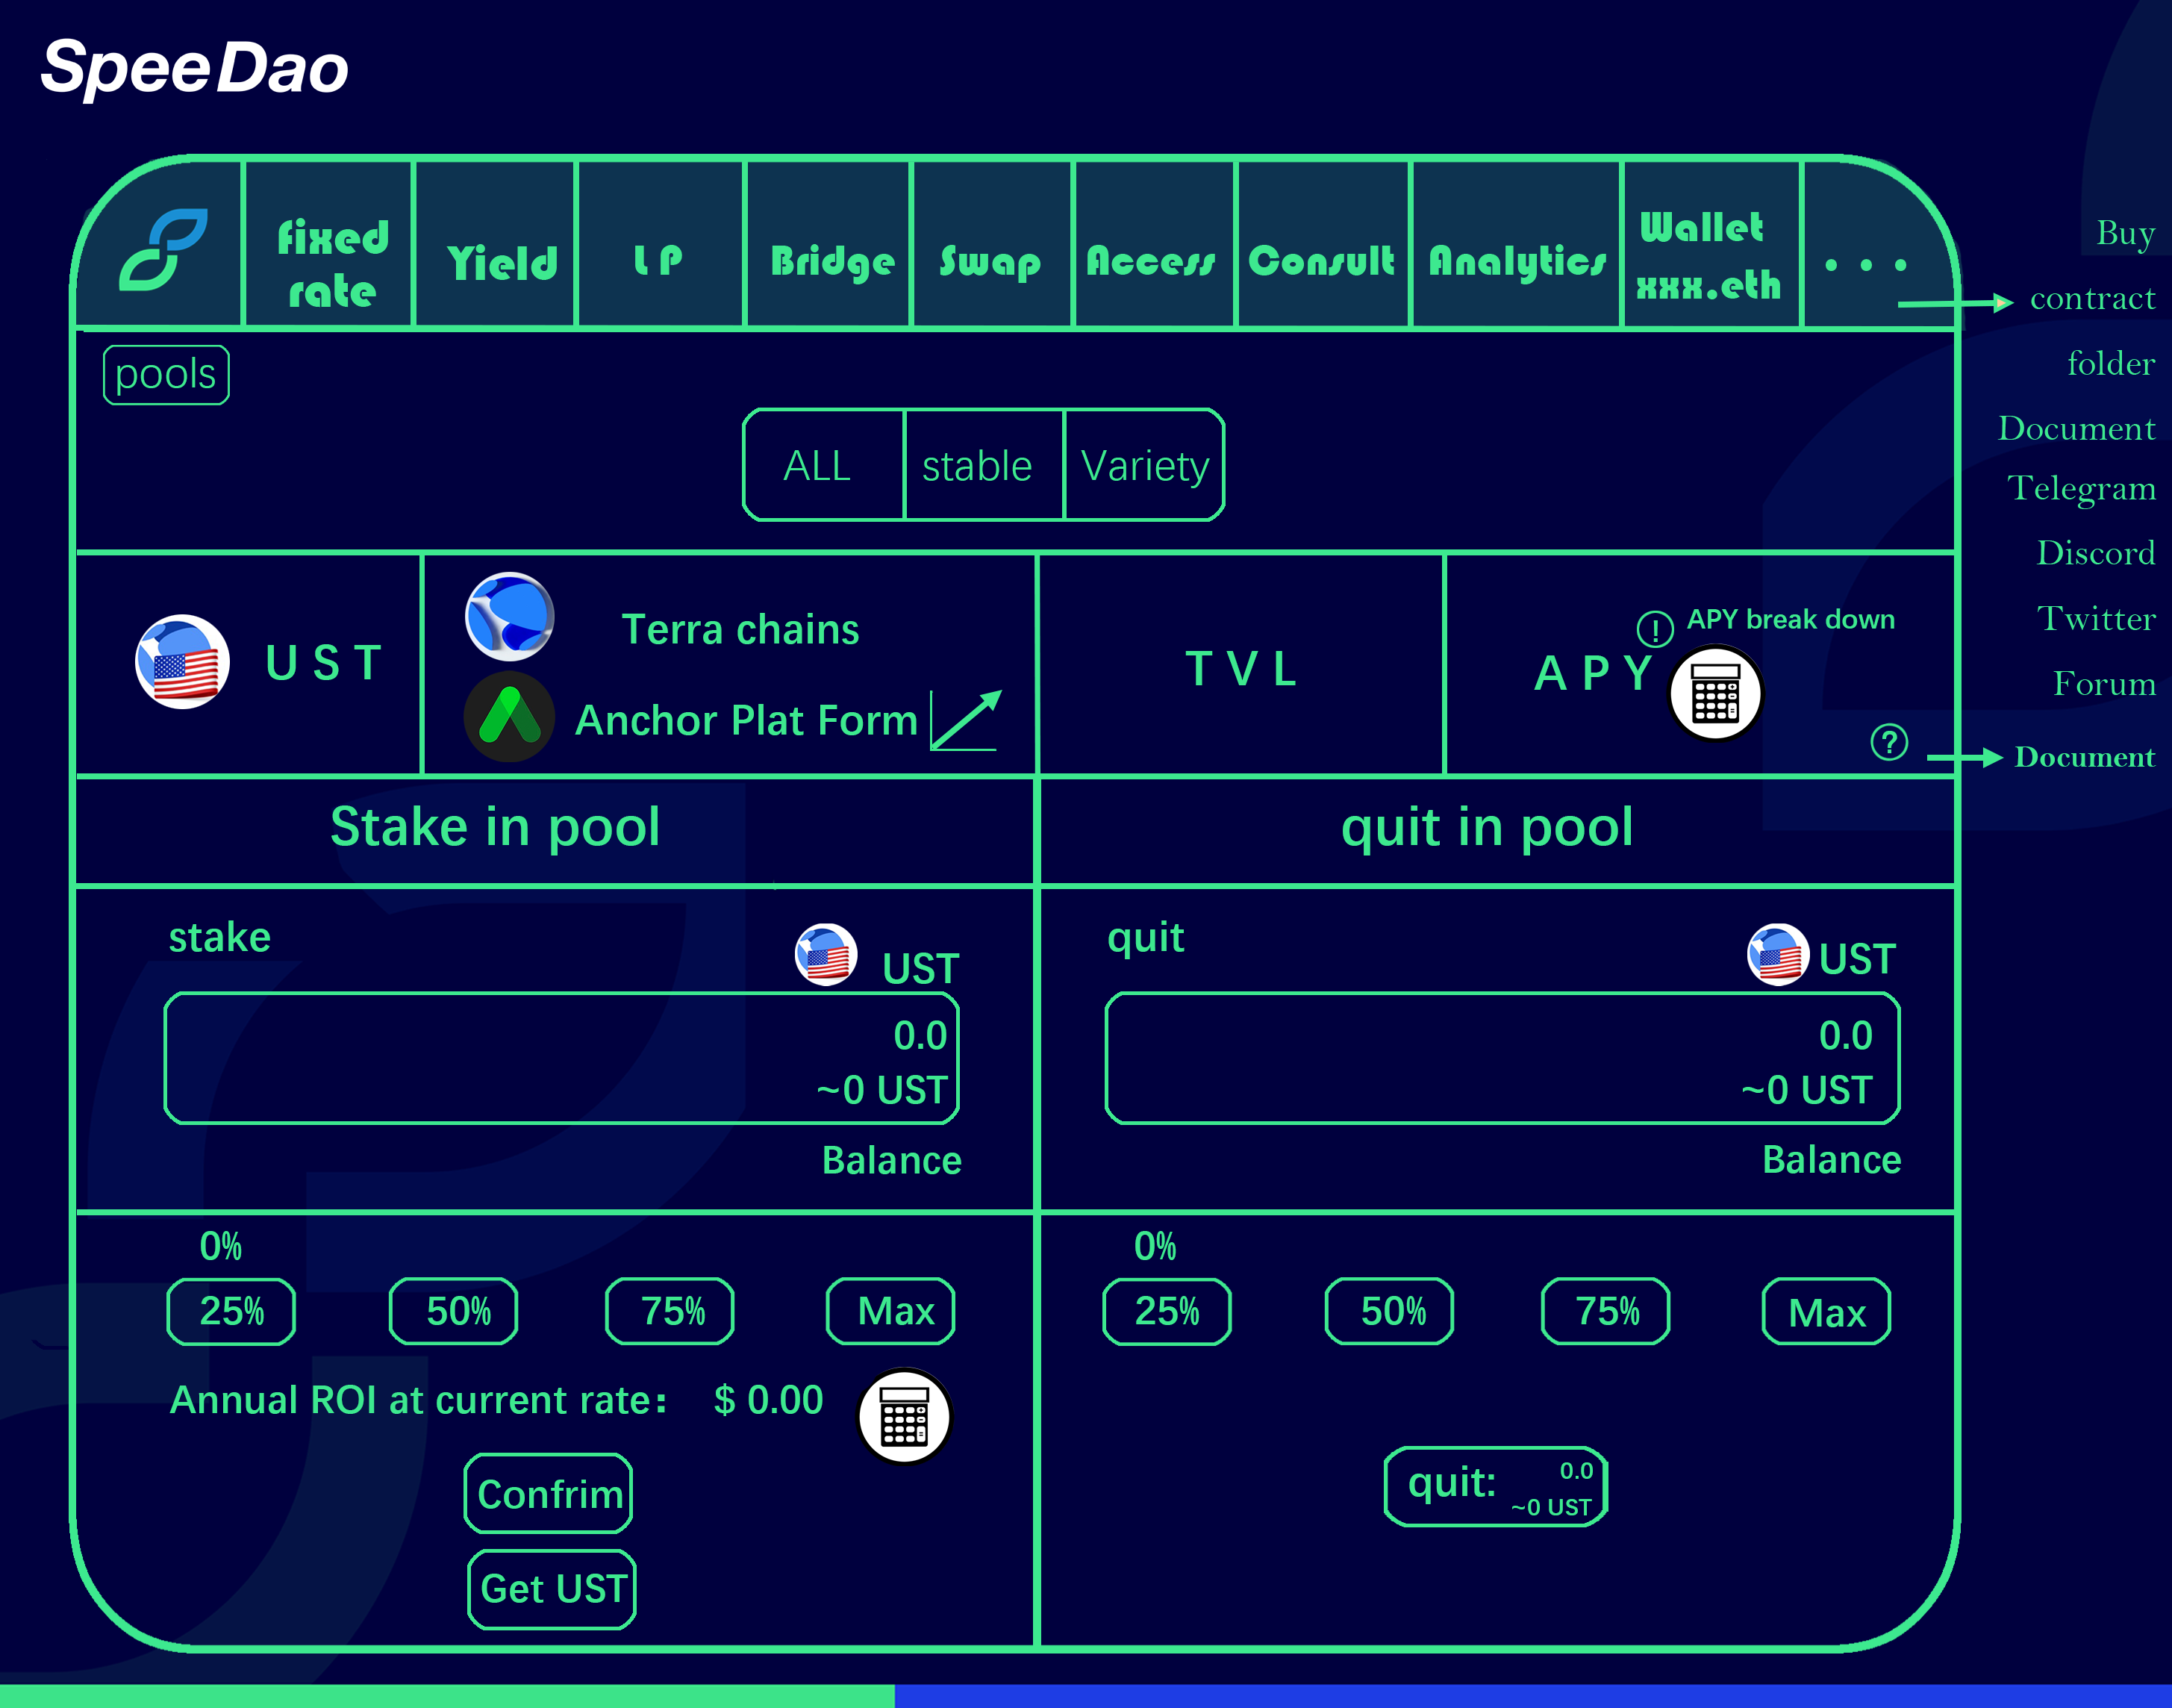 SpeeDao
fixed
rate
Yield
LP
Bridge
Swap
Access
Consult
Analytics
Wallet
xxx.eth
...
Buy
contract
folder
Document
Telegram
Discord
Twitter
Forum
pools
ALL
stable
Variety
UST
Terra chains
Anchor Plat Form
TVL
APY
! APY break down
?
Document
Stake in pool
quit in pool
stake
UST
0.0
~0 UST
Balance
quit
UST
0.0
~0 UST
Balance
0%
25% 50% 75% Max
Annual ROI at current rate: $ 0.00
Confrim
Get UST
0%
25% 50% 75% Max
quit: 0.0
~0 UST